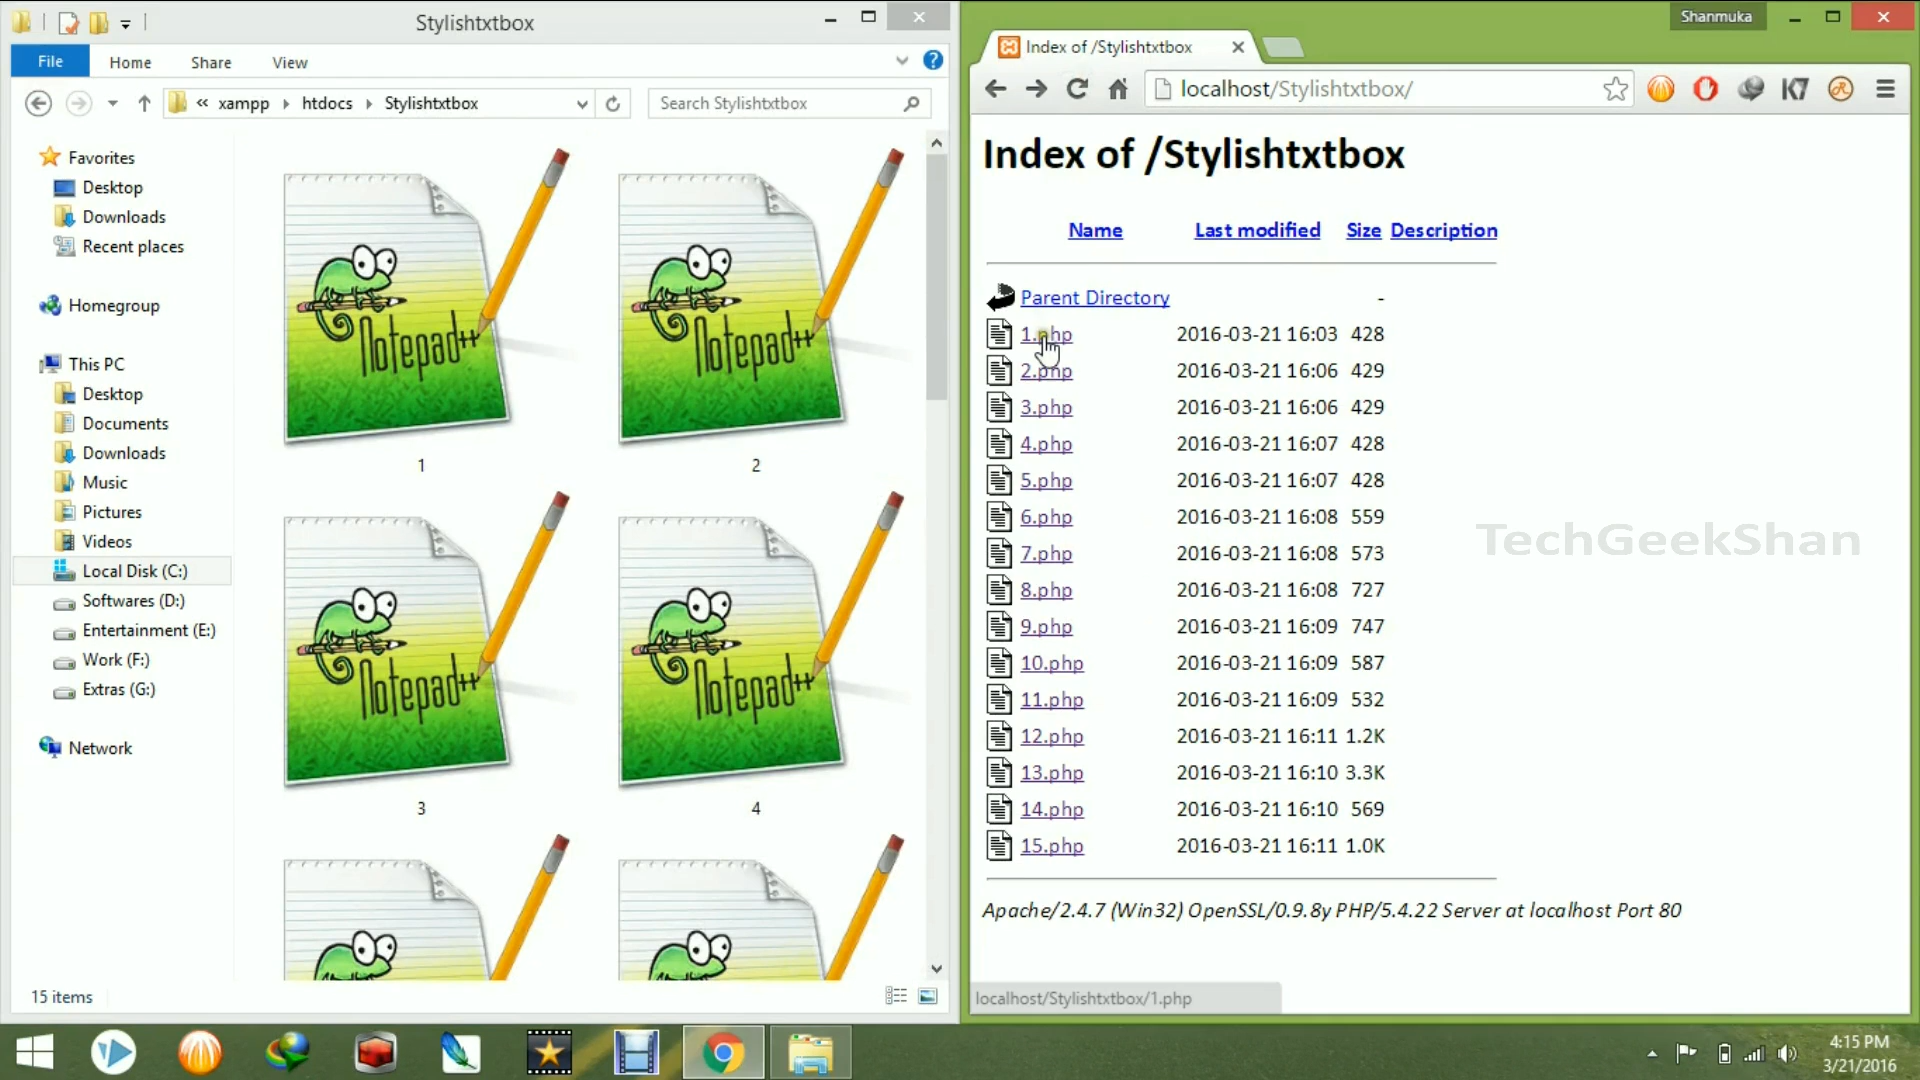 Stylishtxtbox
File Home Share View
« xampp htdocs Stylishtxtbox
Search Stylishtxtbox
Favorites
Desktop
Downloads
Recent places
Homegroup
This PC
Desktop
Documents
Downloads
Music
Pictures
Videos
Local Disk (C:)
Softwares (D:)
Entertainment (E:)
Work (F:)
Extras (G:)
Network
Notepad++ Notepad++
1 2
Notepad++ Notepad++
3 4
15 items
Shanmuka
Index of /Stylishtxtbox
localhost/Stylishtxtbox/
K7
Index of /Stylishtxtbox
Name Last modified Size Description
Parent Directory -
1.php 2016-03-21 16:03 428
2.php 2016-03-21 16:06 429
3.php 2016-03-21 16:06 429
4.php 2016-03-21 16:07 428
5.php 2016-03-21 16:07 428
6.php 2016-03-21 16:08 559
7.php 2016-03-21 16:08 573
8.php 2016-03-21 16:08 727
9.php 2016-03-21 16:09 747
10.php 2016-03-21 16:09 587
11.php 2016-03-21 16:09 532
12.php 2016-03-21 16:11 1.2K
13.php 2016-03-21 16:10 3.3K
14.php 2016-03-21 16:10 569
15.php 2016-03-21 16:11 1.0K
Apache/2.4.7 (Win32) OpenSSL/0.9.8y PHP/5.4.22 Server at localhost Port 80
TechGeekShan
localhost/Stylishtxtbox/1.php
4:15 PM
3/21/2016